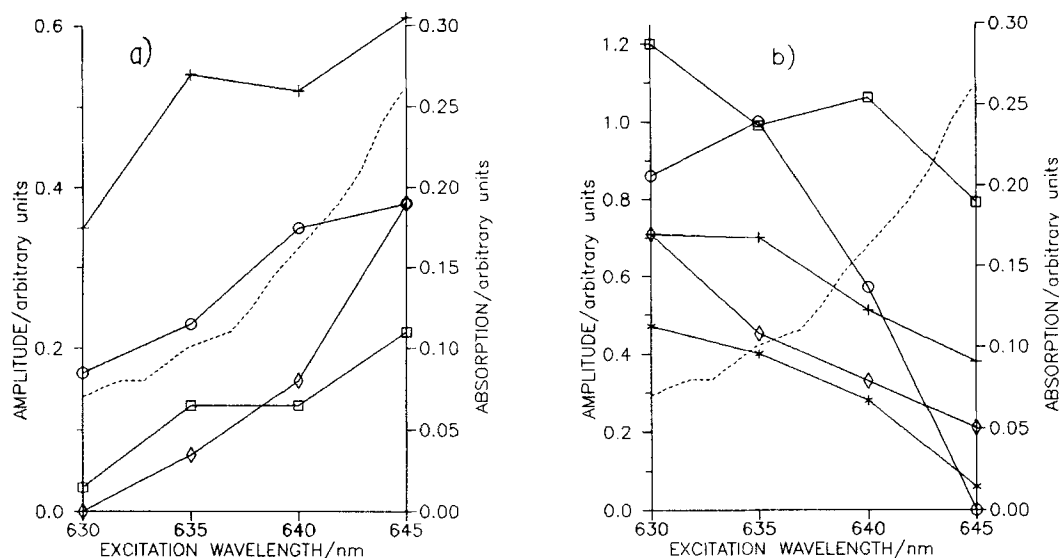 a)
0.6
0.4
0.2
0.0
AMPLITUDE/arbitrary units
0.30
0.25
0.20
0.15
0.10
0.05
0.00
ABSORPTION/arbitrary units
630 635 640 645
EXCITATION WAVELENGTH/nm
b)
1.2
1.0
0.8
0.6
0.4
0.2
0.0
AMPLITUDE/arbitrary units
0.30
0.25
0.20
0.15
0.10
0.05
0.00
ABSORPTION/arbitrary units
630 635 640 645
EXCITATION WAVELENGTH/nm